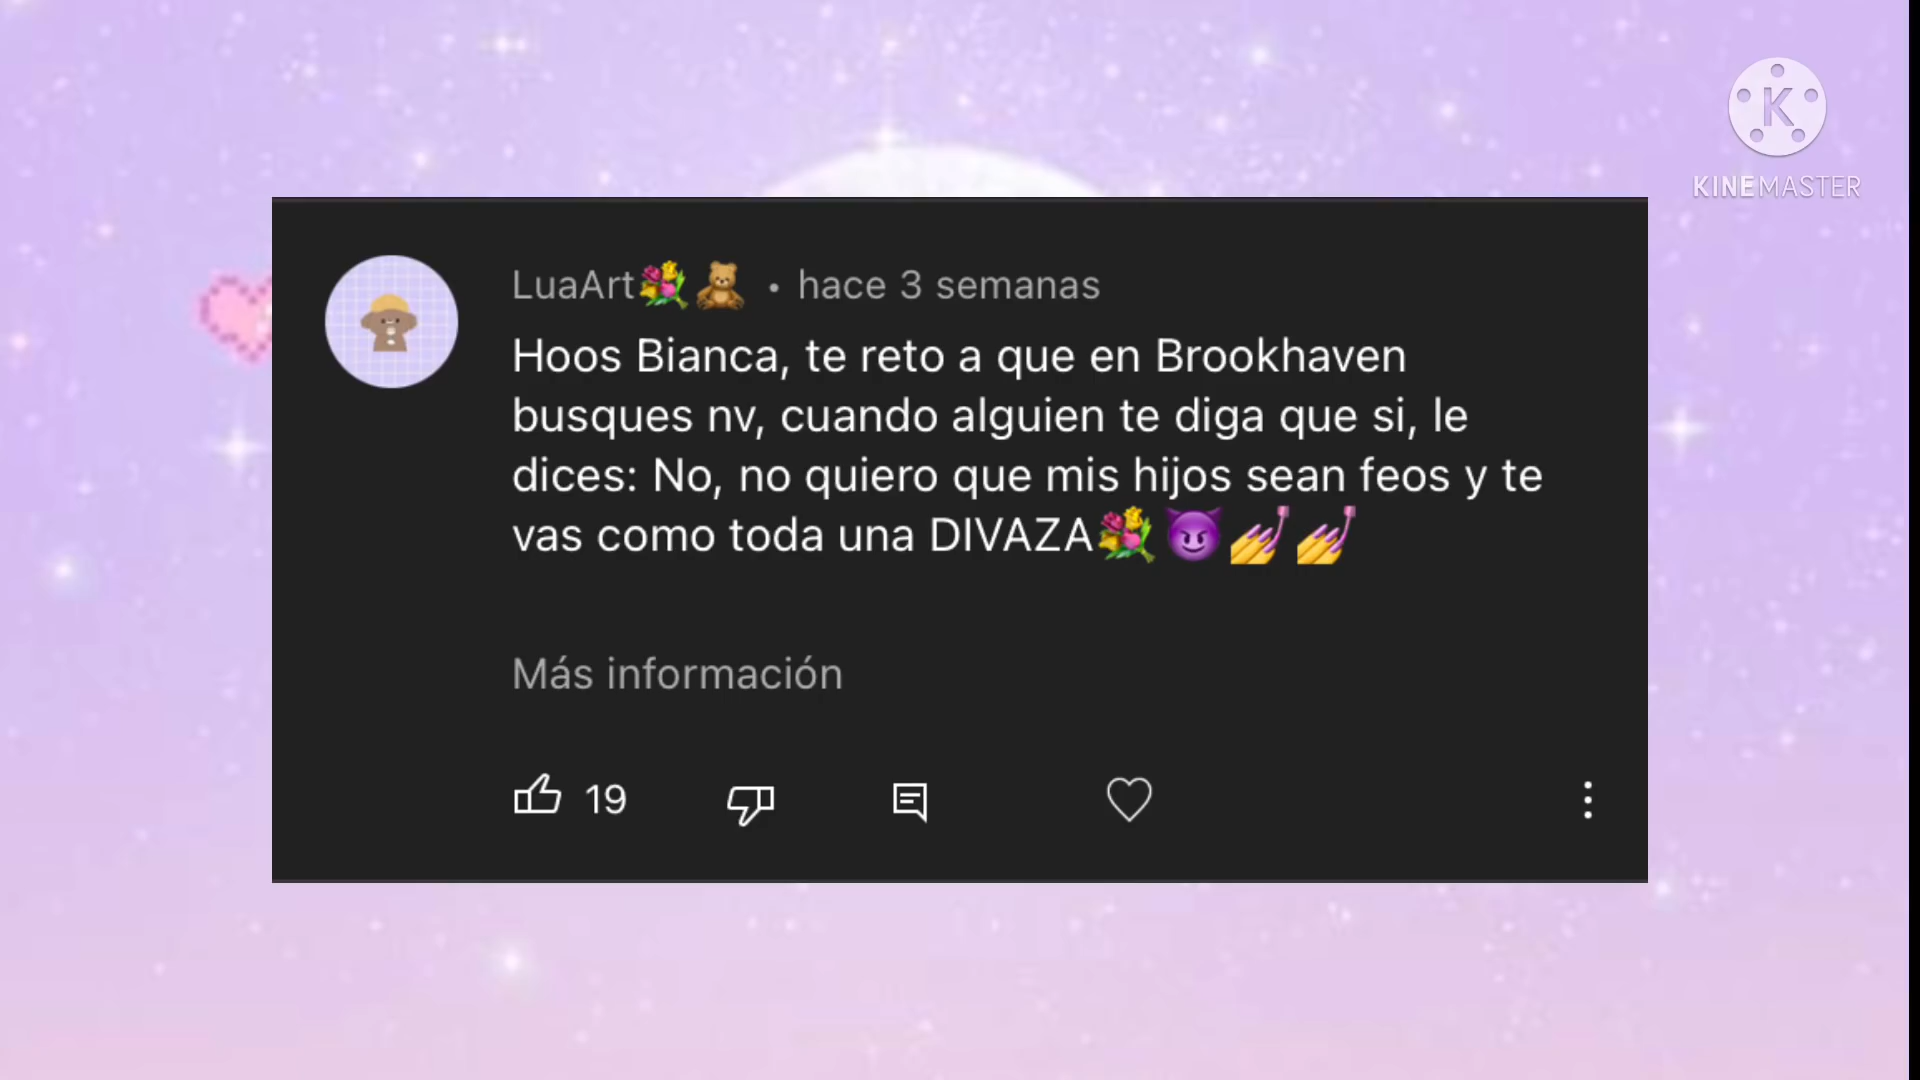 K
KINEMASTER
LuaArt💐🧸 • hace 3 semanas
Hoos Bianca, te reto a que en Brookhaven
busques nv, cuando alguien te diga que si, le
dices: No, no quiero que mis hijos sean feos y te
vas como toda una DIVAZA💐😈💅💅
Más información
19